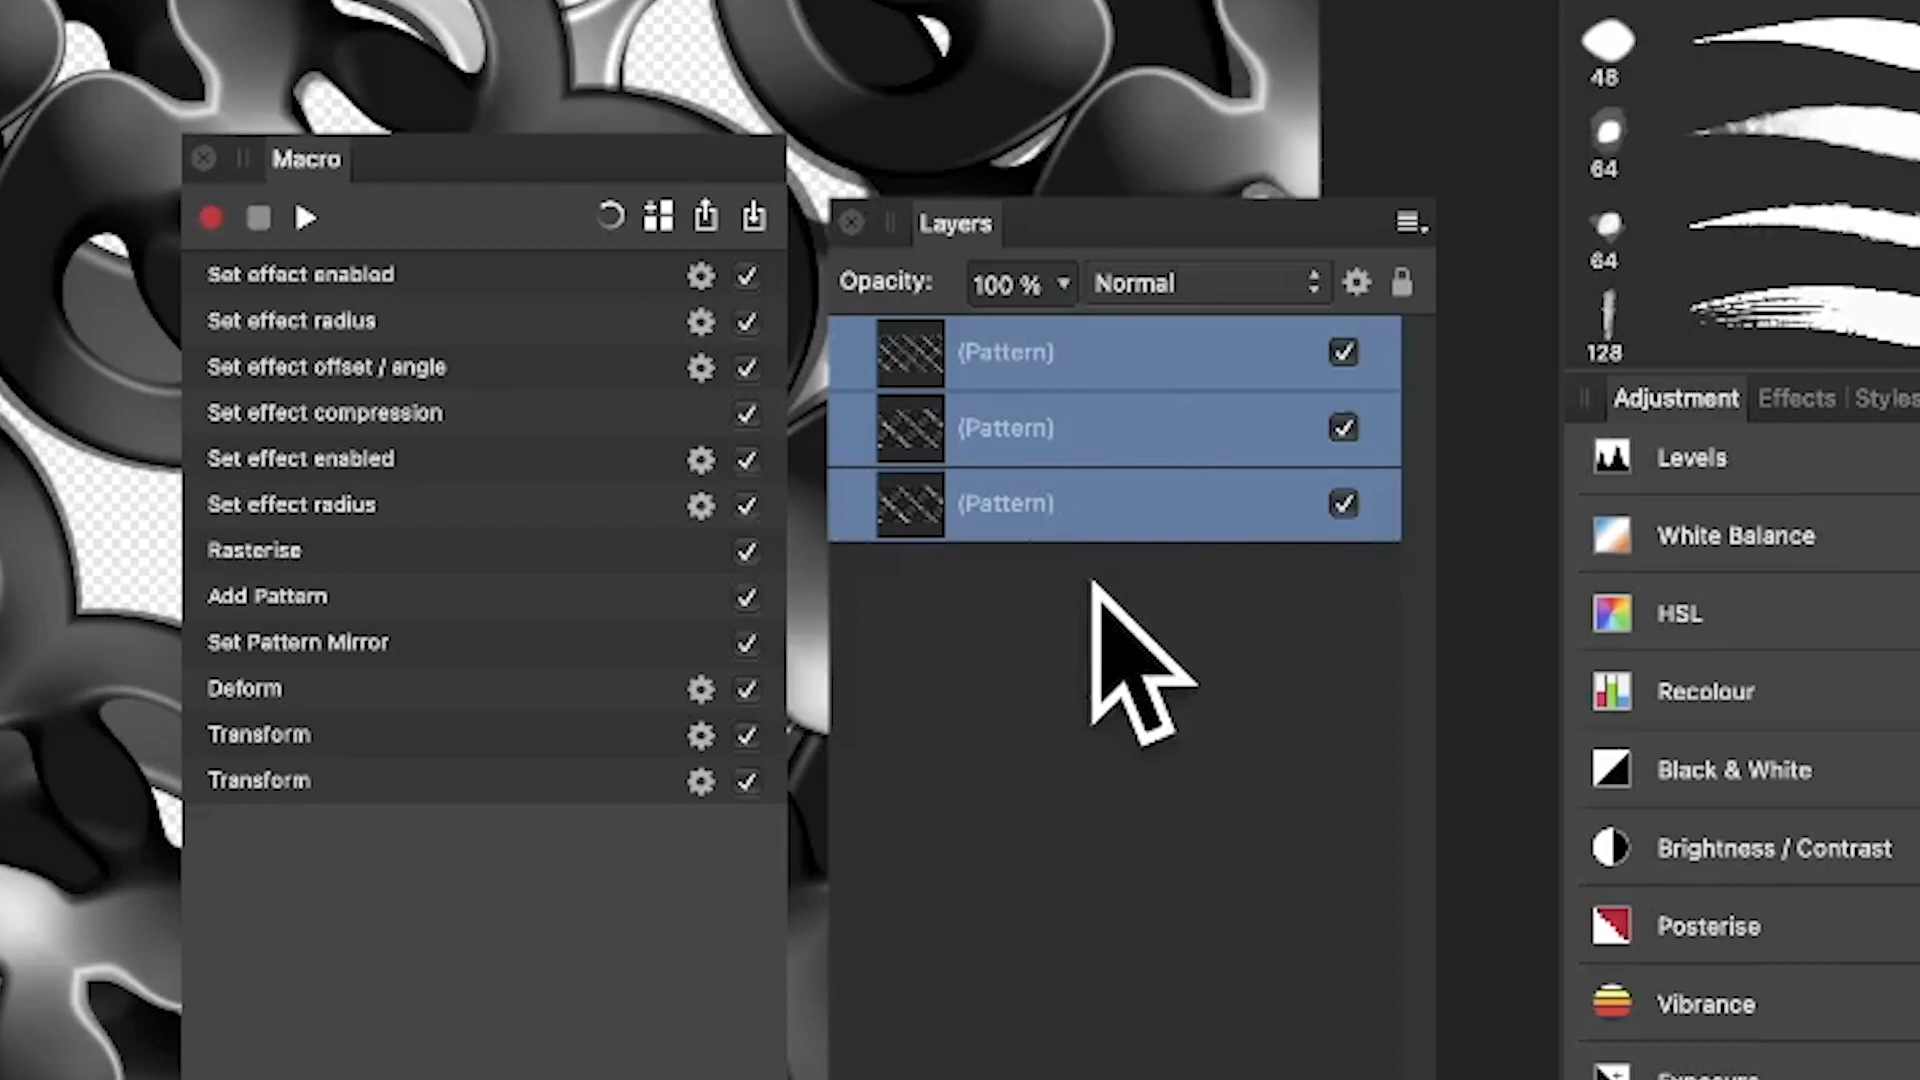 Macro
Set effect enabled
Set effect radius
Set effect offset / angle
Set effect compression
Set effect enabled
Set effect radius
Rasterise
Add Pattern
Set Pattern Mirror
Deform
Transform
Transform
Layers
Opacity: 100 % Normal
(Pattern)
(Pattern)
(Pattern)
48
64
64
128
Adjustment Effects Styles
Levels
White Balance
HSL
Recolour
Black & White
Brightness / Contrast
Posterise
Vibrance
Exposure